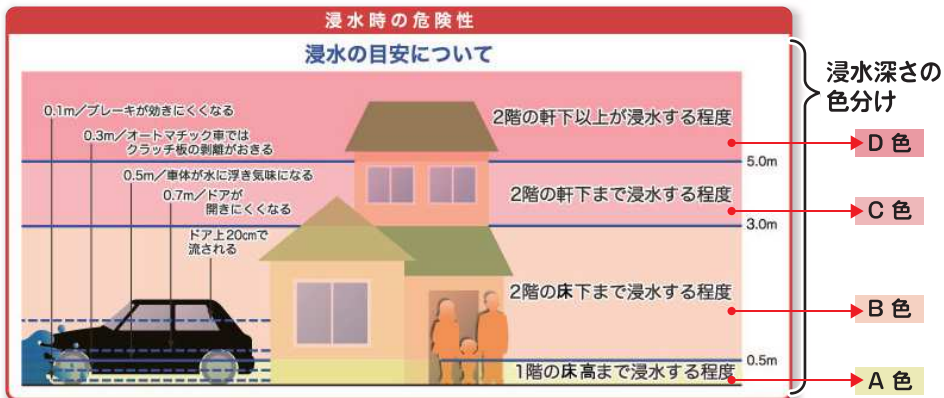 浸水時の危険性
浸水の目安について
浸水深さの
色分け
0.1m／ブレーキが効きにくくなる
2階の軒下以上が浸水する程度
0.3m／オートマチック車では
クラッチ板の剥離がおきる
D 色
5.0m
0.5m／車体が水に浮き気味になる
0.7m／ドアが
開きにくくなる
2階の軒下まで浸水する程度
C 色
3.0m
ドア上20cmで
流される
2階の床下まで浸水する程度
B 色
0.5m
1階の床高まで浸水する程度
A 色